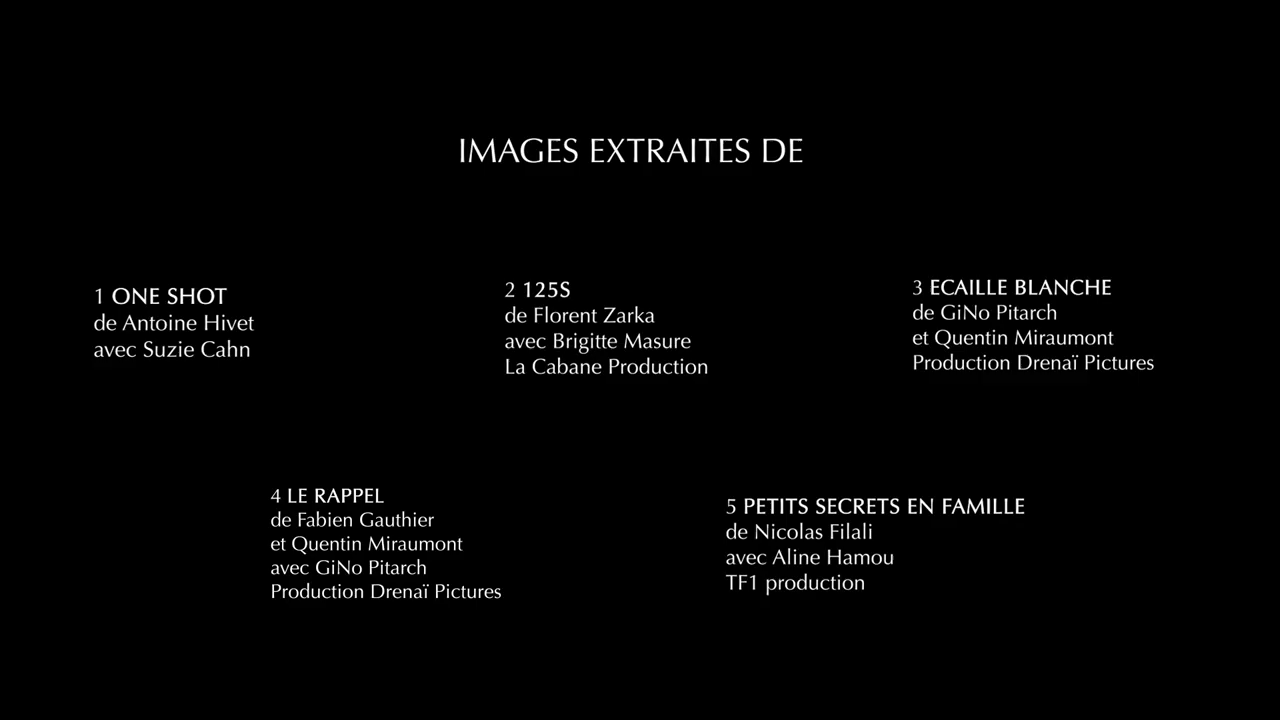 IMAGES EXTRAITES DE
1 ONE SHOT
de Antoine Hivet
avec Suzie Cahn
2 125S
de Florent Zarka
avec Brigitte Masure
La Cabane Production
3 ECAILLE BLANCHE
de GiNo Pitarch
et Quentin Miraumont
Production Drenaï Pictures
4 LE RAPPEL
de Fabien Gauthier
et Quentin Miraumont
avec GiNo Pitarch
Production Drenaï Pictures
5 PETITS SECRETS EN FAMILLE
de Nicolas Filali
avec Aline Hamou
TF1 production